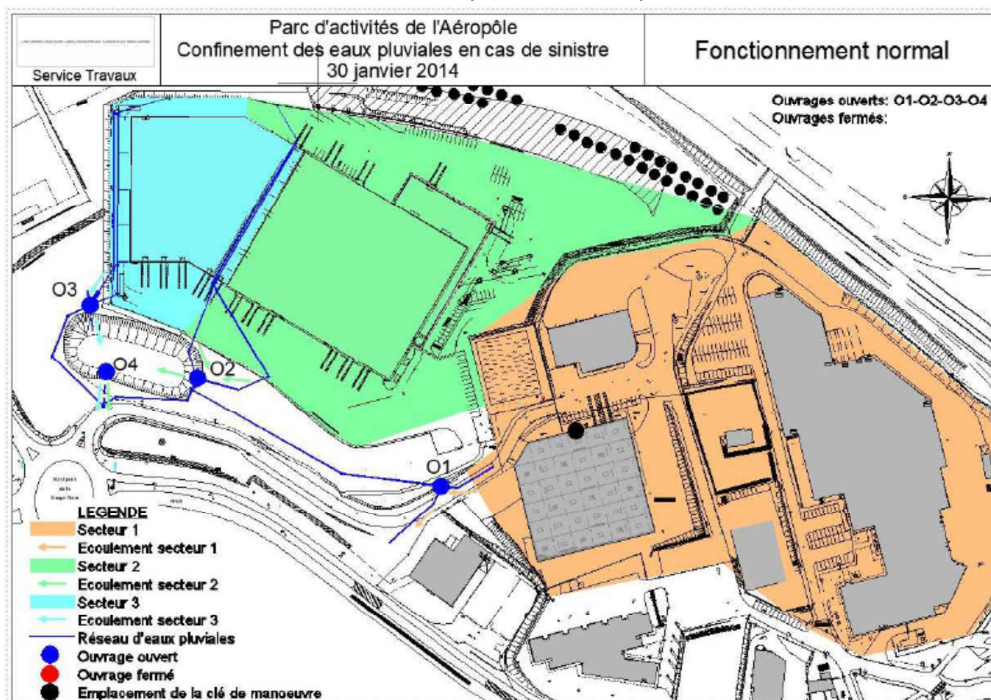 Service Travaux
Parc d'activités de l'Aéropôle
Confinement des eaux pluviales en cas de sinistre
30 janvier 2014
Fonctionnement normal
Ouvrages ouverts: O1-O2-O3-O4
Ouvrages fermés:
O3
O4
O2
O1
LEGENDE
Secteur 1
Ecoulement secteur 1
Secteur 2
Ecoulement secteur 2
Secteur 3
Ecoulement secteur 3
Réseau d'eaux pluviales
Ouvrage ouvert
Ouvrage fermé
Emplacement de la clé de manoeuvre